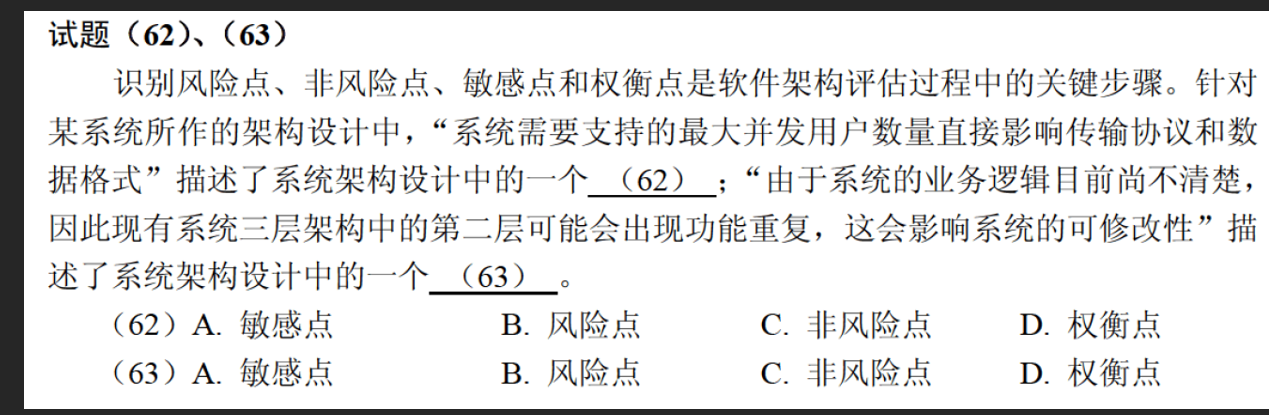 试题（62）、（63）
识别风险点、非风险点、敏感点和权衡点是软件架构评估过程中的关键步骤。针对
某系统所作的架构设计中，“系统需要支持的最大并发用户数量直接影响传输协议和数
据格式”描述了系统架构设计中的一个 （62） ；“由于系统的业务逻辑目前尚不清楚，
因此现有系统三层架构中的第二层可能会出现功能重复，这会影响系统的可修改性”描
述了系统架构设计中的一个 （63） 。
（62）A. 敏感点 B. 风险点 C. 非风险点 D. 权衡点
（63）A. 敏感点 B. 风险点 C. 非风险点 D. 权衡点